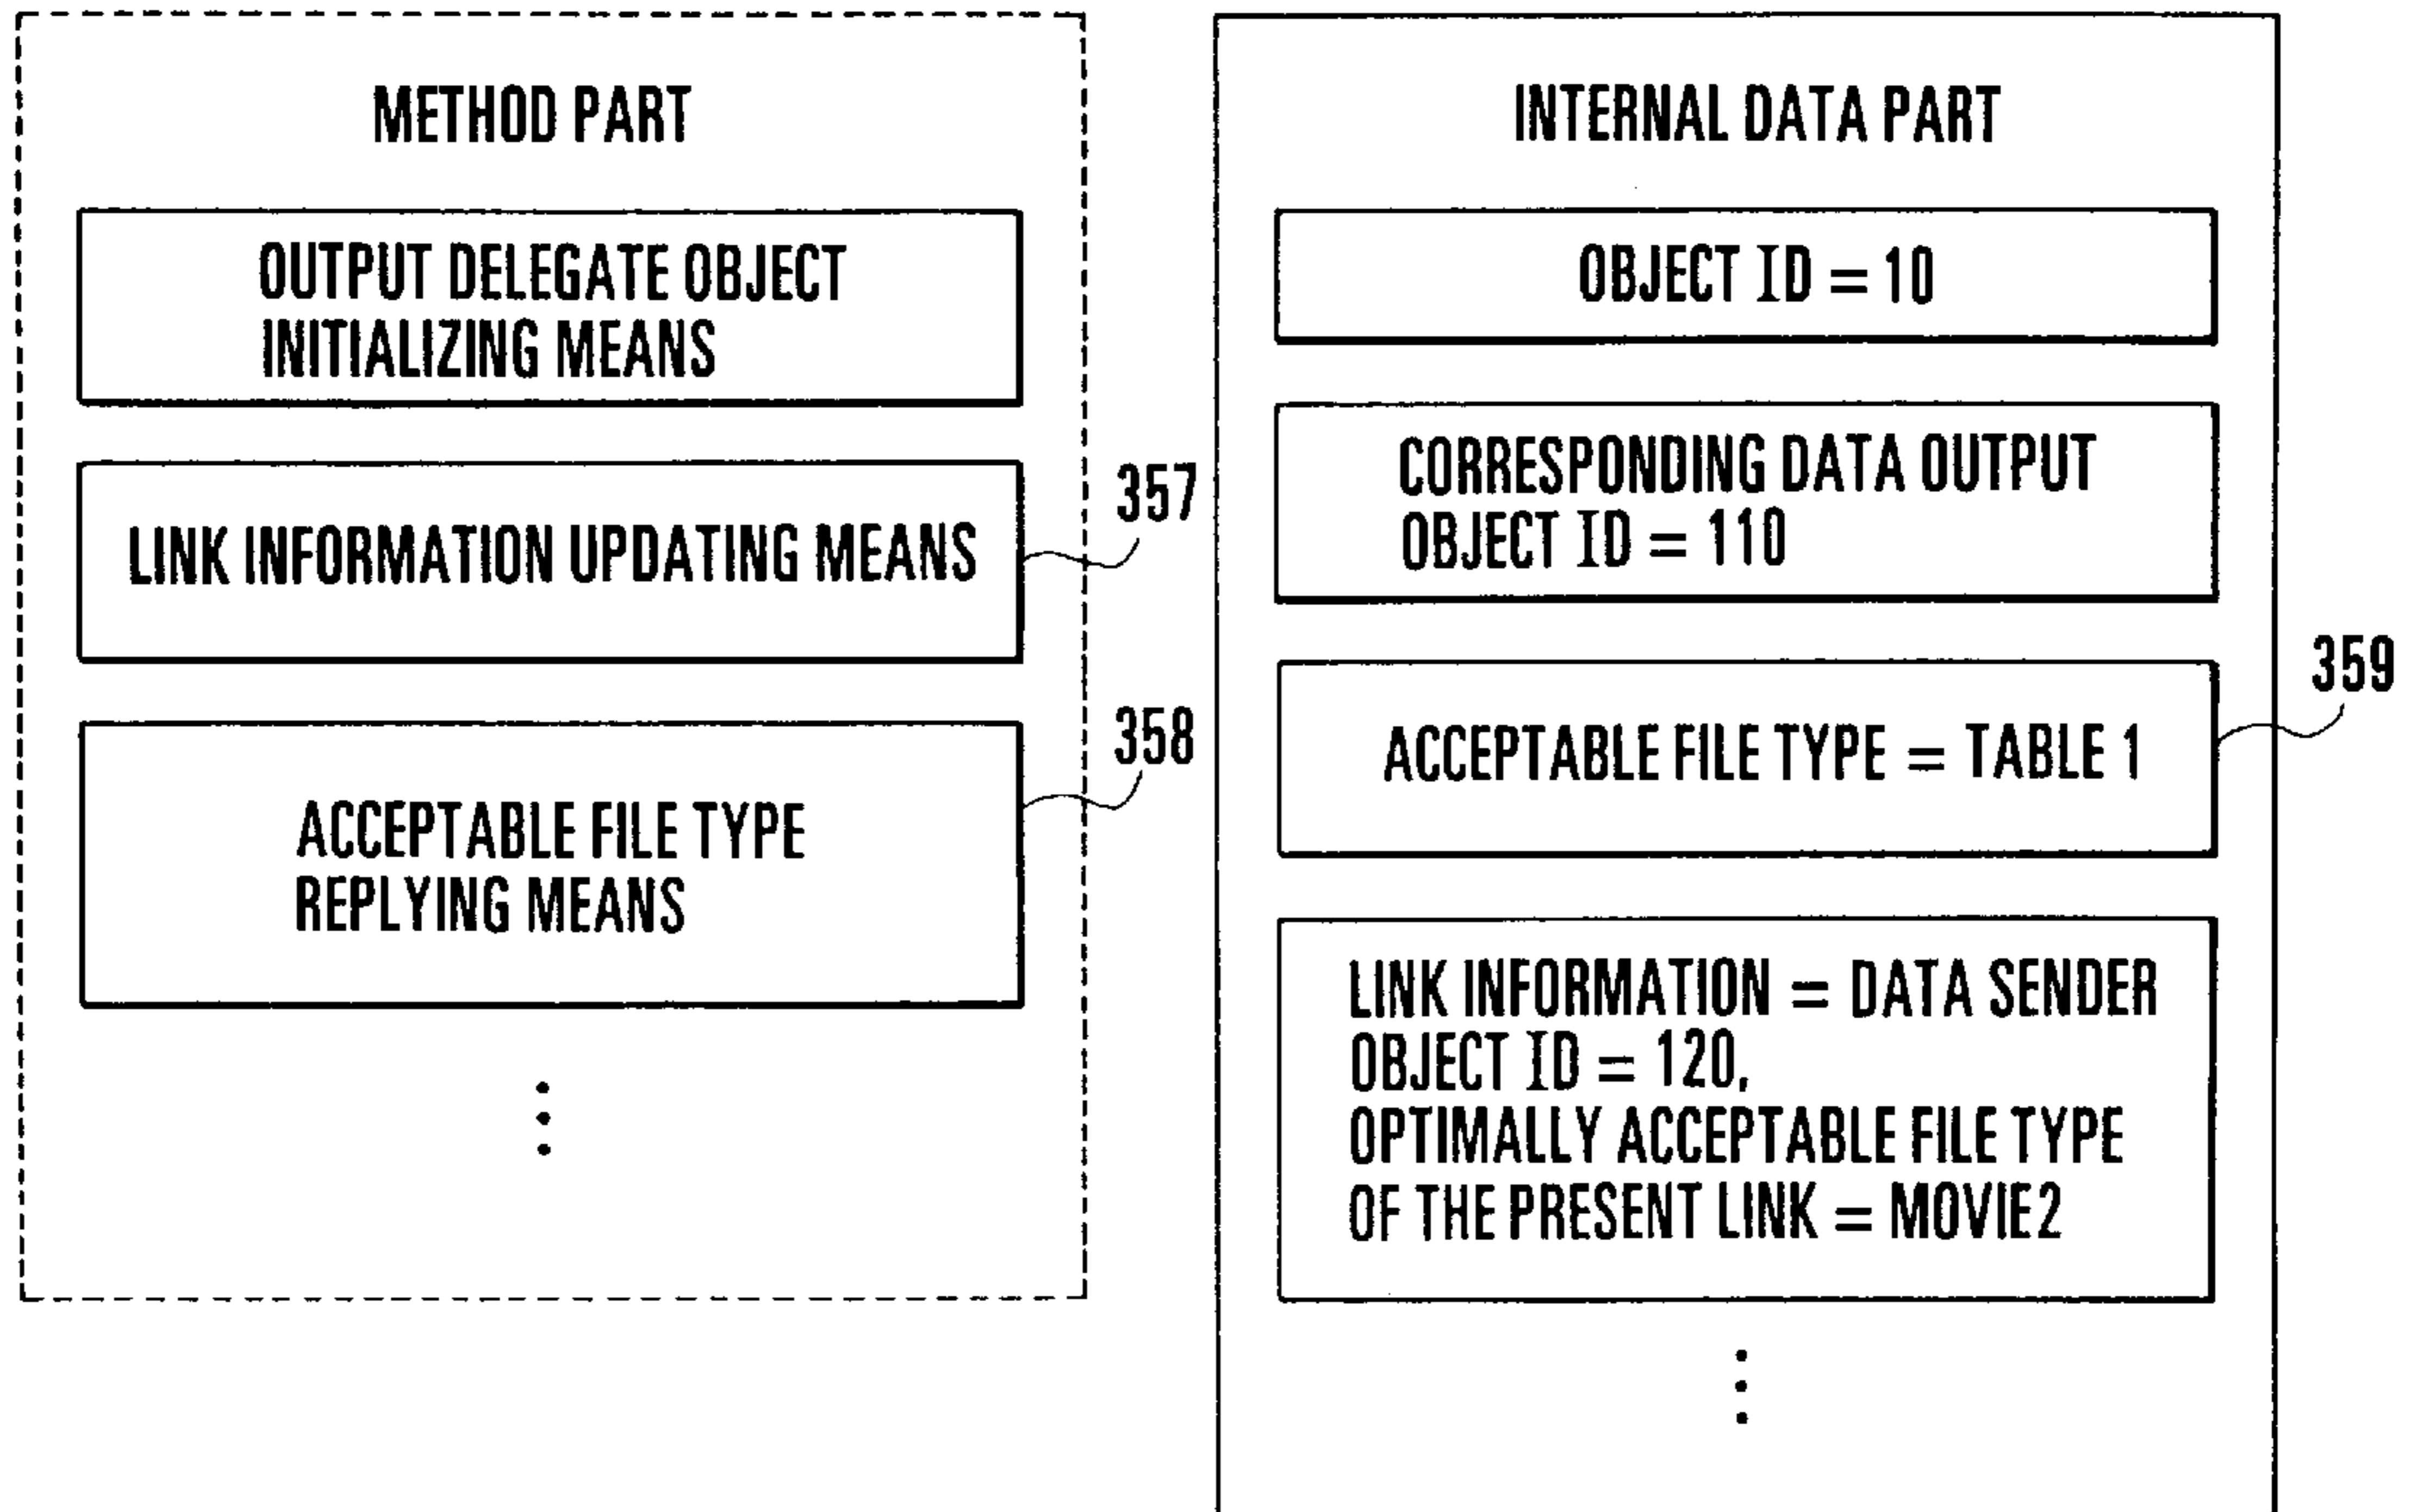 METHOD PART
OUTPUT DELEGATE OBJECT
INITIALIZING MEANS
LINK INFORMATION UPDATING MEANS
357
ACCEPTABLE FILE TYPE
REPLYING MEANS
358
INTERNAL DATA PART
OBJECT ID = 10
CORRESPONDING DATA OUTPUT
OBJECT ID = 110
ACCEPTABLE FILE TYPE = TABLE 1
359
LINK INFORMATION = DATA SENDER
OBJECT ID = 120,
OPTIMALLY ACCEPTABLE FILE TYPE
OF THE PRESENT LINK = MOVIE2